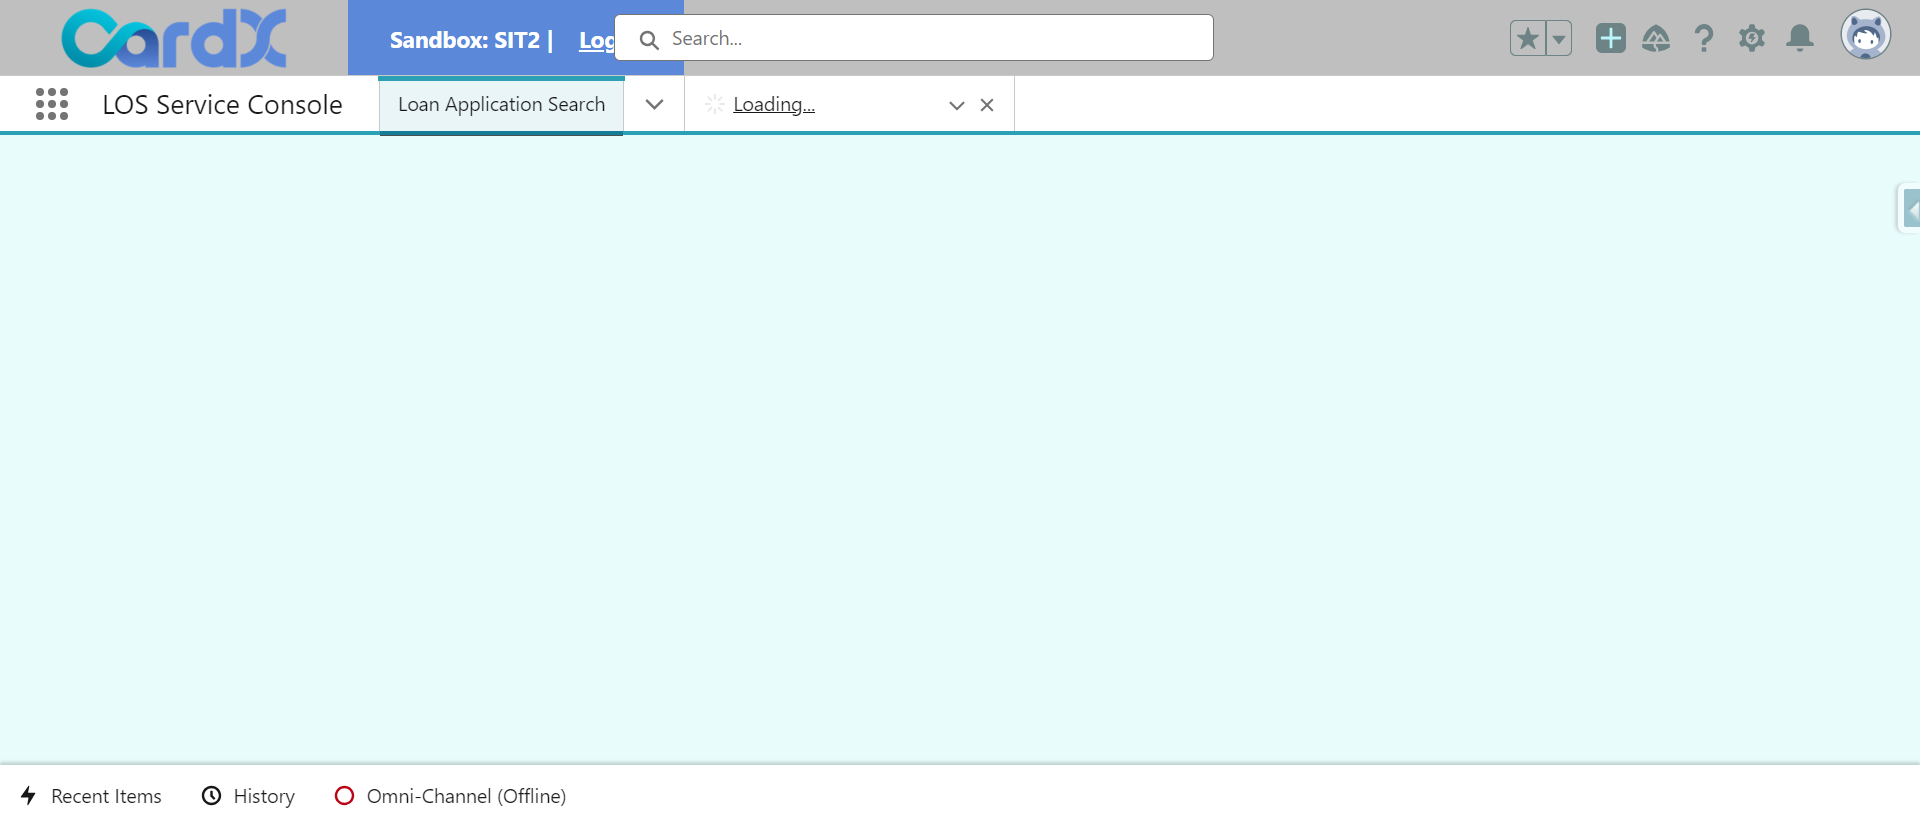 CardX
Sandbox: SIT2 | Log
Search...
LOS Service Console
Loan Application Search
Loading...
Recent Items
History
Omni-Channel (Offline)